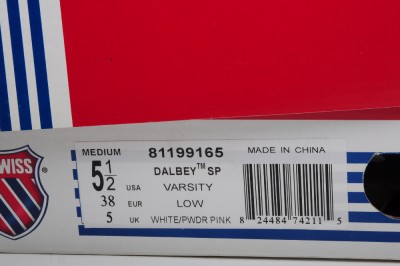 MEDIUM 81199165 MADE IN CHINA
5 1/2 USA DALBEY™ SP
VARSITY
38 EUR LOW
5 UK WHITE/PWDR PINK
8 24484 74211 5
WISS